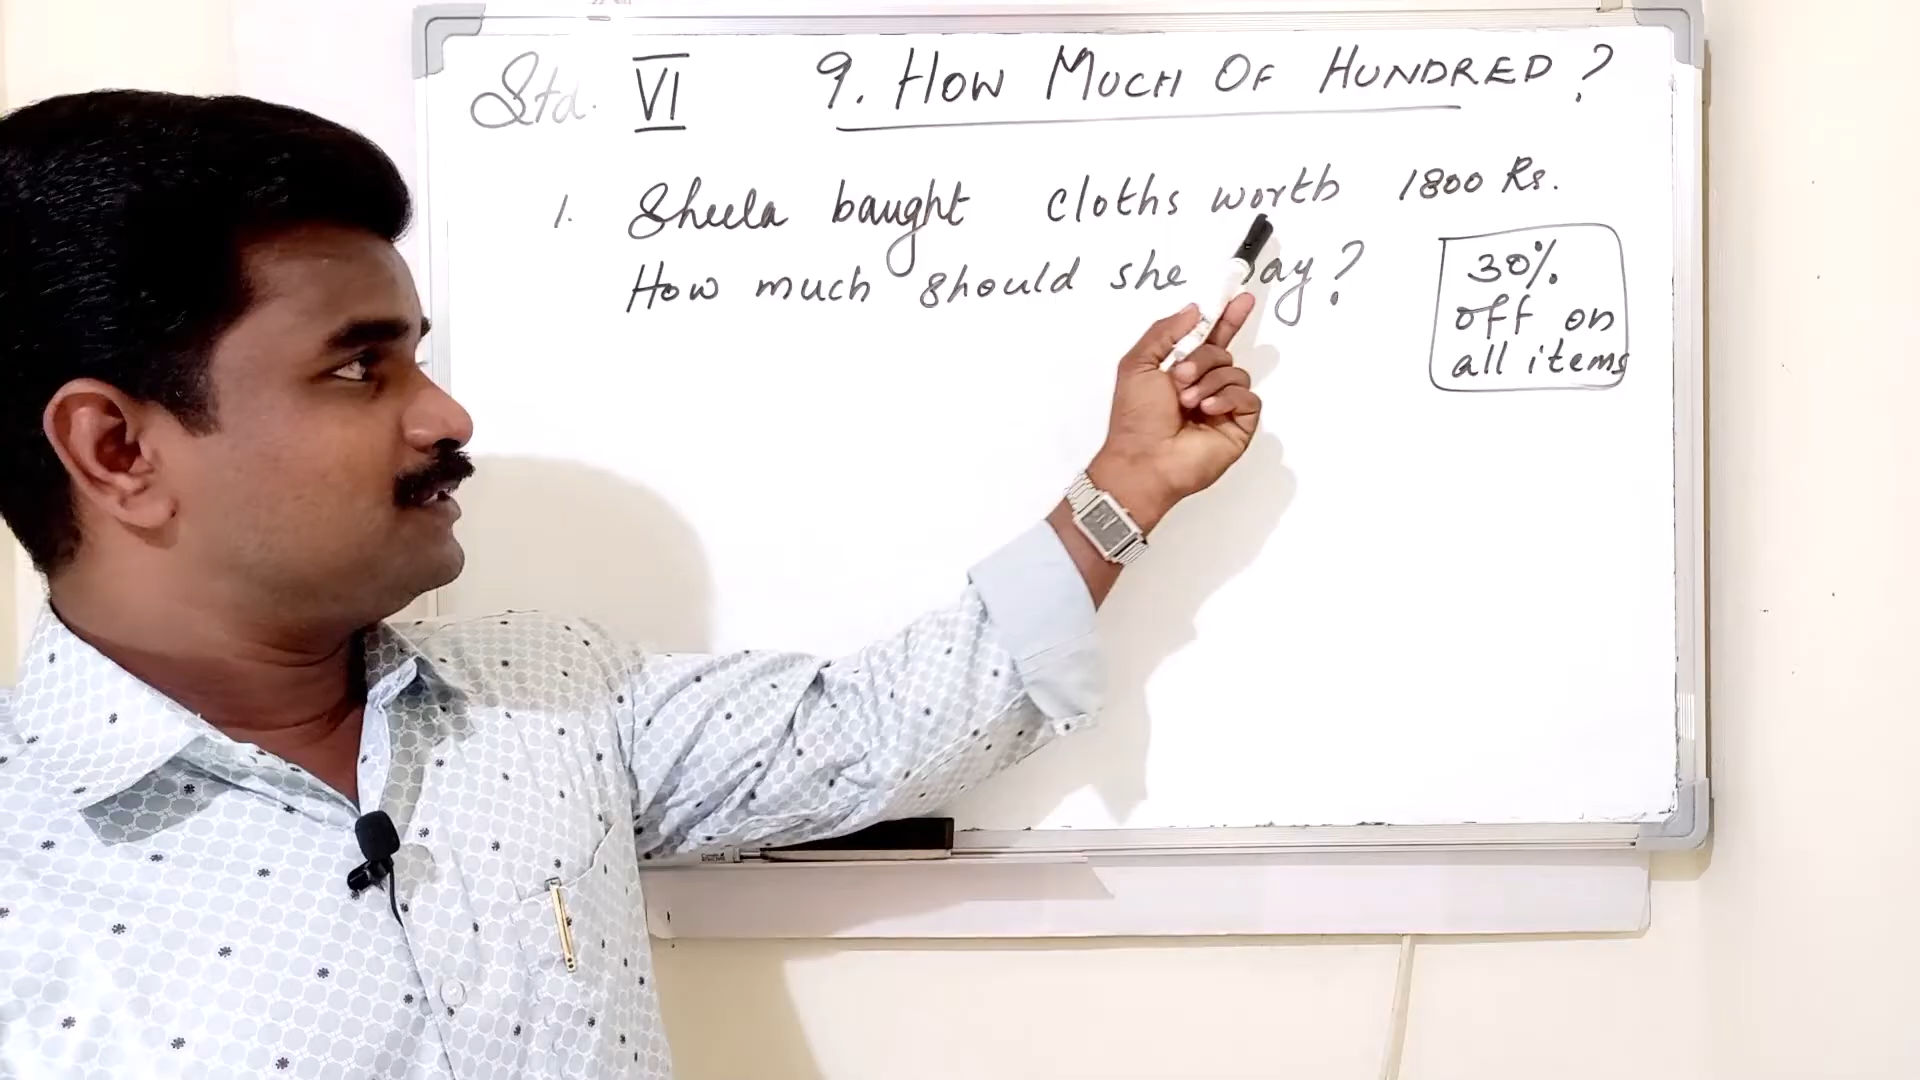 Std. VI 9. HOW MUCH OF HUNDRED?
1. Sheela baught cloths worth 1800 Rs.
How much should she pay?
30%
off on
all items